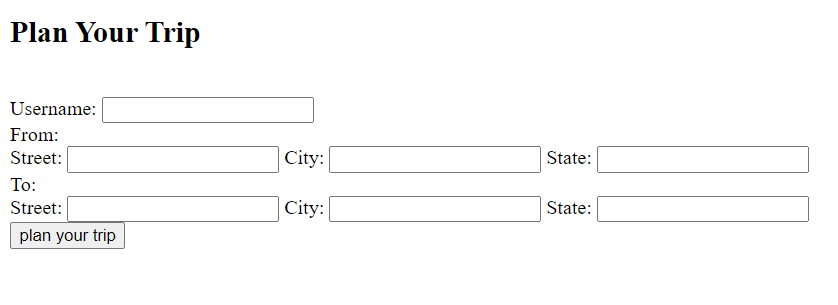 Plan Your Trip
Username:
From:
Street: City: State:
To:
Street: City: State:
plan your trip